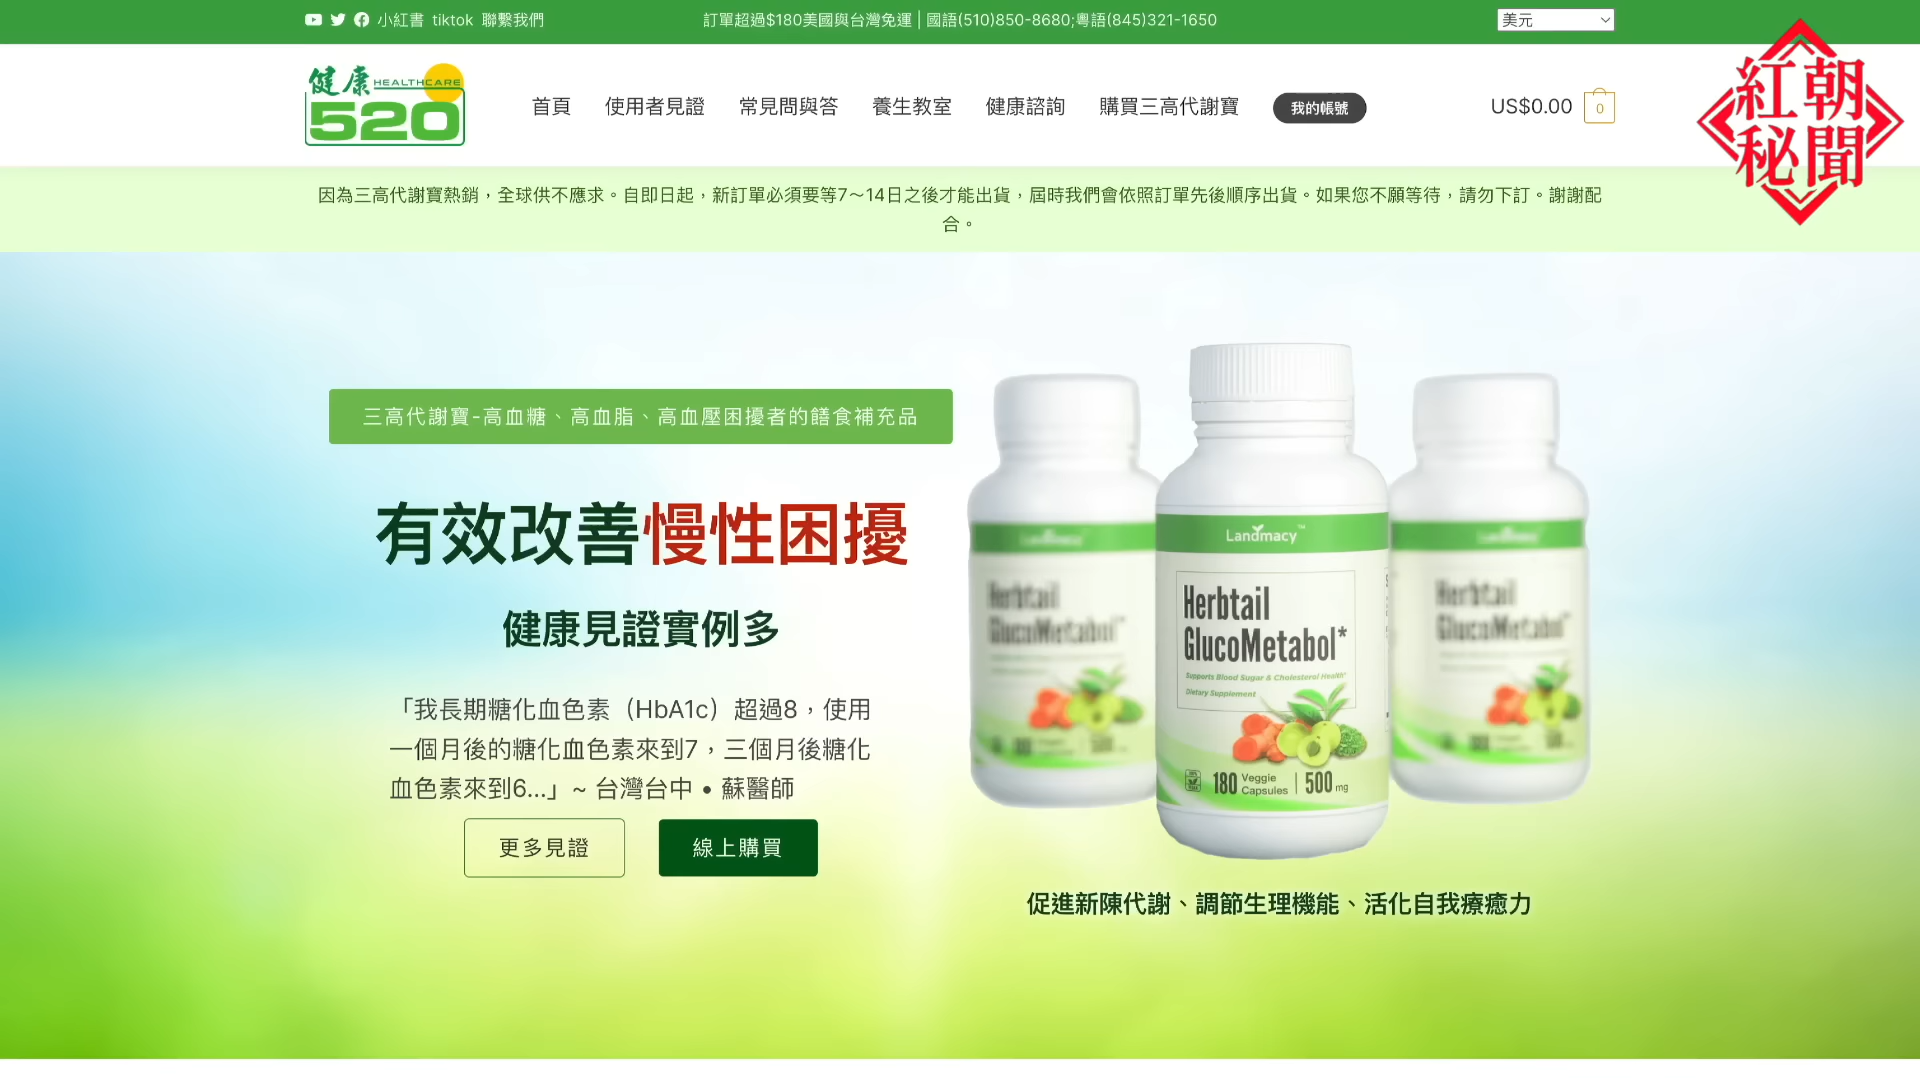 小紅書 tiktok 聯繫我們
訂單超過$180美國與台灣免運 | 國語(510)850-8680;粵語(845)321-1650
美元
健康 HEALTHCARE
520
首頁 使用者見證 常見問與答 養生教室 健康諮詢 購買三高代謝寶 我的帳號
US$0.00 0
紅朝
秘聞
因為三高代謝寶熱銷，全球供不應求。自即日起，新訂單必須要等7～14日之後才能出貨，屆時我們會依照訂單先後順序出貨。如果您不願等待，請勿下訂。謝謝配
合。
三高代謝寶-高血糖、高血脂、高血壓困擾者的饍食補充品
有效改善慢性困擾
健康見證實例多
「我長期糖化血色素（HbA1c）超過8，使用
一個月後的糖化血色素來到7，三個月後糖化
血色素來到6...」~ 台灣台中 • 蘇醫師
更多見證 線上購買
Landmacy™
Herbtail
GlucoMetabol*
Supports Blood Sugar & Cholesterol Health*
Dietary Supplement
180 Veggie Capsules | 500 mg
Herbtail
GlucoMetabol
Herbtail
GlucoMetabol
促進新陳代謝、調節生理機能、活化自我療癒力